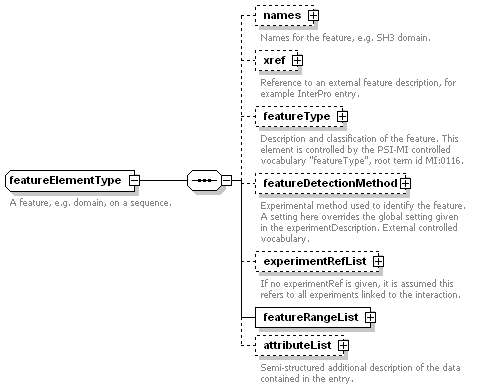 names
Names for the feature, e.g. SH3 domain.
xref
Reference to an external feature description, for
example InterPro entry.
featureType
Description and classification of the feature. This
element is controlled by the PSI-MI controlled
vocabulary "featureType", root term id MI:0116.
featureElementType
A feature, e.g. domain, on a sequence.
featureDetectionMethod
Experimental method used to identify the feature.
A setting here overrides the global setting given
in the experimentDescription. External controlled
vocabulary.
experimentRefList
If no experimentRef is given, it is assumed this
refers to all experiments linked to the interaction.
featureRangeList
attributeList
Semi-structured additional description of the data
contained in the entry.